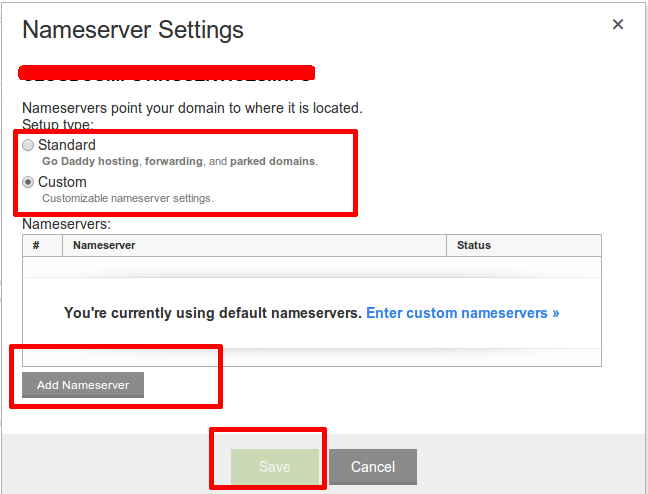 Nameserver Settings
×
Nameservers point your domain to where it is located.
Setup type:
Standard
Go Daddy hosting, forwarding, and parked domains.
Custom
Customizable nameserver settings.
Nameservers:
# Nameserver Status
You're currently using default nameservers. Enter custom nameservers »
Add Nameserver
Save Cancel